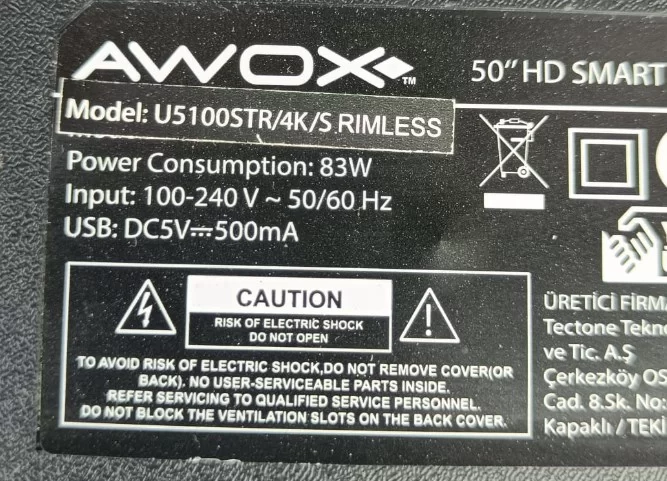 AWOX™
50" HD SMART
Model: U5100STR/4K/S RIMLESS
Power Consumption: 83W
Input: 100-240 V ~ 50/60 Hz
USB: DC5V⎓500mA
CAUTION
RISK OF ELECTRIC SHOCK
DO NOT OPEN
TO AVOID RISK OF ELECTRIC SHOCK,DO NOT REMOVE COVER(OR
BACK). NO USER-SERVICEABLE PARTS INSIDE.
REFER SERVICING TO QUALIFIED SERVICE PERSONNEL.
DO NOT BLOCK THE VENTILATION SLOTS ON THE BACK COVER.
ÜRETİCİ FİRMA
Tectone Tekno
ve Tic. A.Ş
Çerkezköy OS
Cad. 8.Sk. No:
Kapaklı / TEKİ